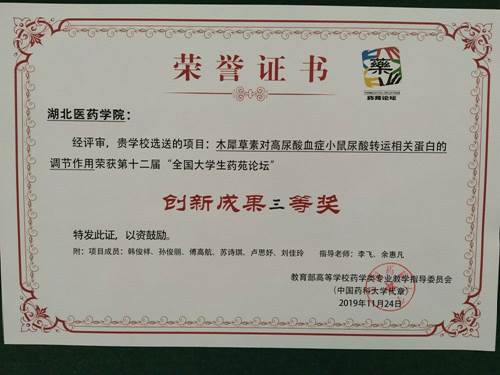 荣誉证书
藥
药苑论坛
湖北医药学院：
经评审，贵学校选送的项目：木犀草素对高尿酸血症小鼠尿酸转运相关蛋白的
调节作用荣获第十二届“全国大学生药苑论坛”
创新成果三等奖
特发此证，以资鼓励。
附：项目成员：韩俊祥、孙俊丽、傅高航、苏诗琪、卢思妤、刘佳玲 指导老师：李飞、余惠凡
教育部高等学校药学类专业教学指导委员会
（中国药科大学代章）
2019年11月24日